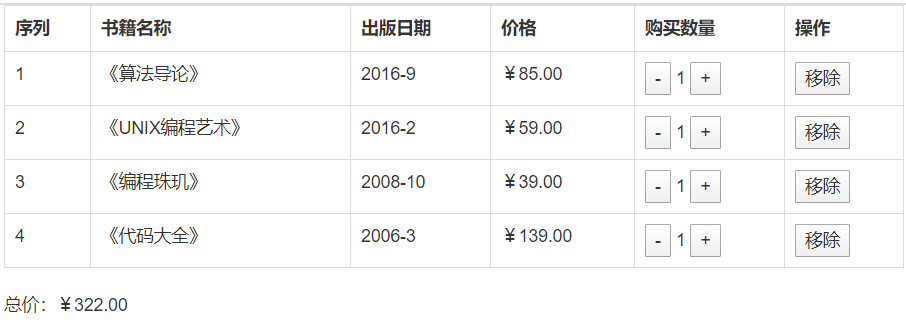 序列 书籍名称 出版日期 价格 购买数量 操作
1 《算法导论》 2016-9 ￥85.00 - 1 + 移除
2 《UNIX编程艺术》 2016-2 ￥59.00 - 1 + 移除
3 《编程珠玑》 2008-10 ￥39.00 - 1 + 移除
4 《代码大全》 2006-3 ￥139.00 - 1 + 移除
总价：￥322.00